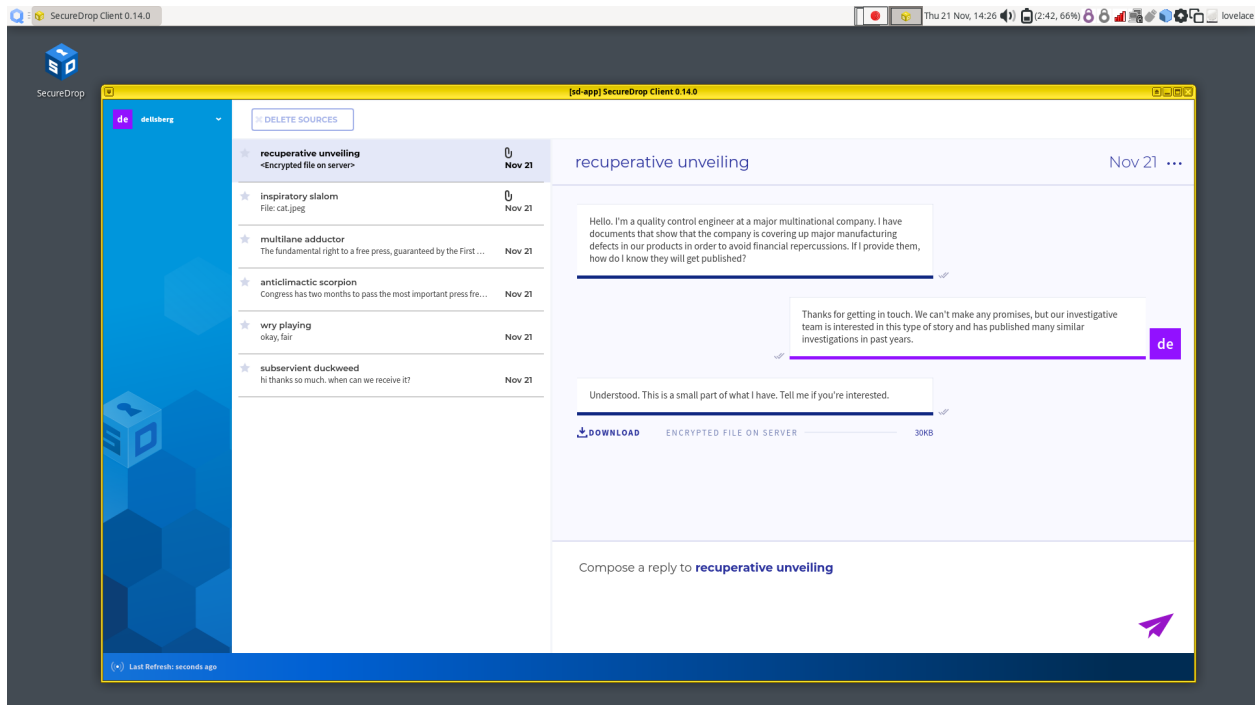 SecureDrop Client 0.14.0
Thu 21 Nov, 14:26
(2:42, 66%)
lovelace
SecureDrop
[sd-app] SecureDrop Client 0.14.0
de dellsberg
DELETE SOURCES
recuperative unveiling
<Encrypted file on server>
Nov 21
inspiratory slalom
File: cat.jpeg
Nov 21
multilane adductor
The fundamental right to a free press, guaranteed by the First ...
Nov 21
anticlimactic scorpion
Congress has two months to pass the most important press fre...
Nov 21
wry playing
okay, fair
Nov 21
subservient duckweed
hi thanks so much. when can we receive it?
Nov 21
recuperative unveiling
Nov 21 ...
Hello. I'm a quality control engineer at a major multinational company. I have
documents that show that the company is covering up major manufacturing
defects in our products in order to avoid financial repercussions. If I provide them,
how do I know they will get published?
Thanks for getting in touch. We can't make any promises, but our investigative
team is interested in this type of story and has published many similar
investigations in past years.
de
Understood. This is a small part of what I have. Tell me if you're interested.
DOWNLOAD ENCRYPTED FILE ON SERVER 30KB
Compose a reply to recuperative unveiling
SD
Last Refresh: seconds ago